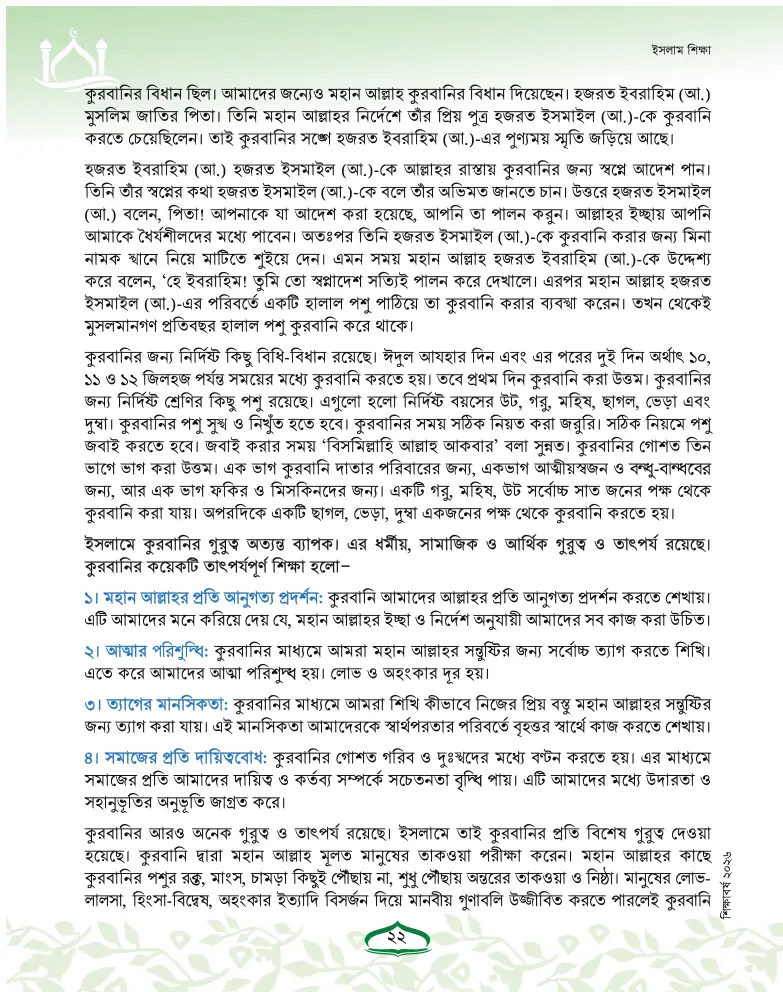 ইসলাম শিক্ষা
কুরবানির বিধান ছিল। আমাদের জন্যেও মহান আল্লাহ কুরবানির বিধান দিয়েছেন। হজরত ইবরাহিম (আ.)
মুসলিম জাতির পিতা। তিনি মহান আল্লাহর নির্দেশে তাঁর প্রিয় পুত্র হজরত ইসমাইল (আ.)-কে কুরবানি
করতে চেয়েছিলেন। তাই কুরবানির সঙ্গে হজরত ইবরাহিম (আ.)-এর পুণ্যময় স্মৃতি জড়িয়ে আছে।
হজরত ইবরাহিম (আ.) হজরত ইসমাইল (আ.)-কে আল্লাহর রাস্তায় কুরবানির জন্য স্বপ্নে আদেশ পান।
তিনি তাঁর স্বপ্নের কথা হজরত ইসমাইল (আ.)-কে বলে তাঁর অভিমত জানতে চান। উত্তরে হজরত ইসমাইল
(আ.) বলেন, পিতা! আপনাকে যা আদেশ করা হয়েছে, আপনি তা পালন করুন। আল্লাহর ইচ্ছায় আপনি
আমাকে ধৈর্যশীলদের মধ্যে পাবেন। অতঃপর তিনি হজরত ইসমাইল (আ.)-কে কুরবানি করার জন্য মিনা
নামক স্থানে নিয়ে মাটিতে শুইয়ে দেন। এমন সময় মহান আল্লাহ হজরত ইবরাহিম (আ.)-কে উদ্দেশ্য
করে বলেন, ‘হে ইবরাহিম! তুমি তো স্বপ্নাদেশ সত্যিই পালন করে দেখালে। এরপর মহান আল্লাহ হজরত
ইসমাইল (আ.)-এর পরিবর্তে একটি হালাল পশু পাঠিয়ে তা কুরবানি করার ব্যবস্থা করেন। তখন থেকেই
মুসলমানগণ প্রতিবছর হালাল পশু কুরবানি করে থাকে।
কুরবানির জন্য নির্দিষ্ট কিছু বিধি-বিধান রয়েছে। ঈদুল আযহার দিন এবং এর পরের দুই দিন অর্থাৎ ১০,
১১ ও ১২ জিলহজ পর্যন্ত সময়ের মধ্যে কুরবানি করতে হয়। তবে প্রথম দিন কুরবানি করা উত্তম। কুরবানির
জন্য নির্দিষ্ট শ্রেণির কিছু পশু রয়েছে। এগুলো হলো নির্দিষ্ট বয়সের উট, গরু, মহিষ, ছাগল, ভেড়া এবং
দুম্বা। কুরবানির পশু সুস্থ ও নিখুঁত হতে হবে। কুরবানির সময় সঠিক নিয়ত করা জরুরি। সঠিক নিয়মে পশু
জবাই করতে হবে। জবাই করার সময় ‘বিসমিল্লাহি আল্লাহু আকবার’ বলা সুন্নত। কুরবানির গোশত তিন
ভাগে ভাগ করা উত্তম। এক ভাগ কুরবানি দাতার পরিবারের জন্য, একভাগ আত্মীয়স্বজন ও বন্ধু-বান্ধবের
জন্য, আর এক ভাগ ফকির ও মিসকিনদের জন্য। একটি গরু, মহিষ, উট সর্বোচ্চ সাত জনের পক্ষ থেকে
কুরবানি করা যায়। অপরদিকে একটি ছাগল, ভেড়া, দুম্বা একজনের পক্ষ থেকে কুরবানি করতে হয়।
ইসলামে কুরবানির গুরুত্ব অত্যন্ত ব্যাপক। এর ধর্মীয়, সামাজিক ও আর্থিক গুরুত্ব ও তাৎপর্য রয়েছে।
কুরবানির কয়েকটি তাৎপর্যপূর্ণ শিক্ষা হলো–
১। মহান আল্লাহর প্রতি আনুগত্য প্রদর্শন: কুরবানি আমাদের আল্লাহর প্রতি আনুগত্য প্রদর্শন করতে শেখায়।
এটি আমাদের মনে করিয়ে দেয় যে, মহান আল্লাহর ইচ্ছা ও নির্দেশ অনুযায়ী আমাদের সব কাজ করা উচিত।
২। আত্মার পরিশুদ্ধি: কুরবানির মাধ্যমে আমরা মহান আল্লাহর সন্তুষ্টির জন্য সর্বোচ্চ ত্যাগ করতে শিখি।
এতে করে আমাদের আত্মা পরিশুদ্ধ হয়। লোভ ও অহংকার দূর হয়।
৩। ত্যাগের মানসিকতা: কুরবানির মাধ্যমে আমরা শিখি কীভাবে নিজের প্রিয় বস্তু মহান আল্লাহর সন্তুষ্টির
জন্য ত্যাগ করা যায়। এই মানসিকতা আমাদেরকে স্বার্থপরতার পরিবর্তে বৃহত্তর স্বার্থে কাজ করতে শেখায়।
৪। সমাজের প্রতি দায়িত্ববোধ: কুরবানির গোশত গরিব ও দুঃস্থদের মধ্যে বণ্টন করতে হয়। এর মাধ্যমে
সমাজের প্রতি আমাদের দায়িত্ব ও কর্তব্য সম্পর্কে সচেতনতা বৃদ্ধি পায়। এটি আমাদের মধ্যে উদারতা ও
সহানুভূতির অনুভূতি জাগ্রত করে।
কুরবানির আরও অনেক গুরুত্ব ও তাৎপর্য রয়েছে। ইসলামে তাই কুরবানির প্রতি বিশেষ গুরুত্ব দেওয়া
হয়েছে। কুরবানি দ্বারা মহান আল্লাহ মূলত মানুষের তাকওয়া পরীক্ষা করেন। মহান আল্লাহর কাছে
কুরবানির পশুর রক্ত, মাংস, চামড়া কিছুই পৌঁছায় না, শুধু পৌঁছায় অন্তরের তাকওয়া ও নিষ্ঠা। মানুষের লোভ-
লালসা, হিংসা-বিদ্বেষ, অহংকার ইত্যাদি বিসর্জন দিয়ে মানবীয় গুণাবলি উজ্জীবিত করতে পারলেই কুরবানি
শিক্ষাবর্ষ ২০২৬
২২